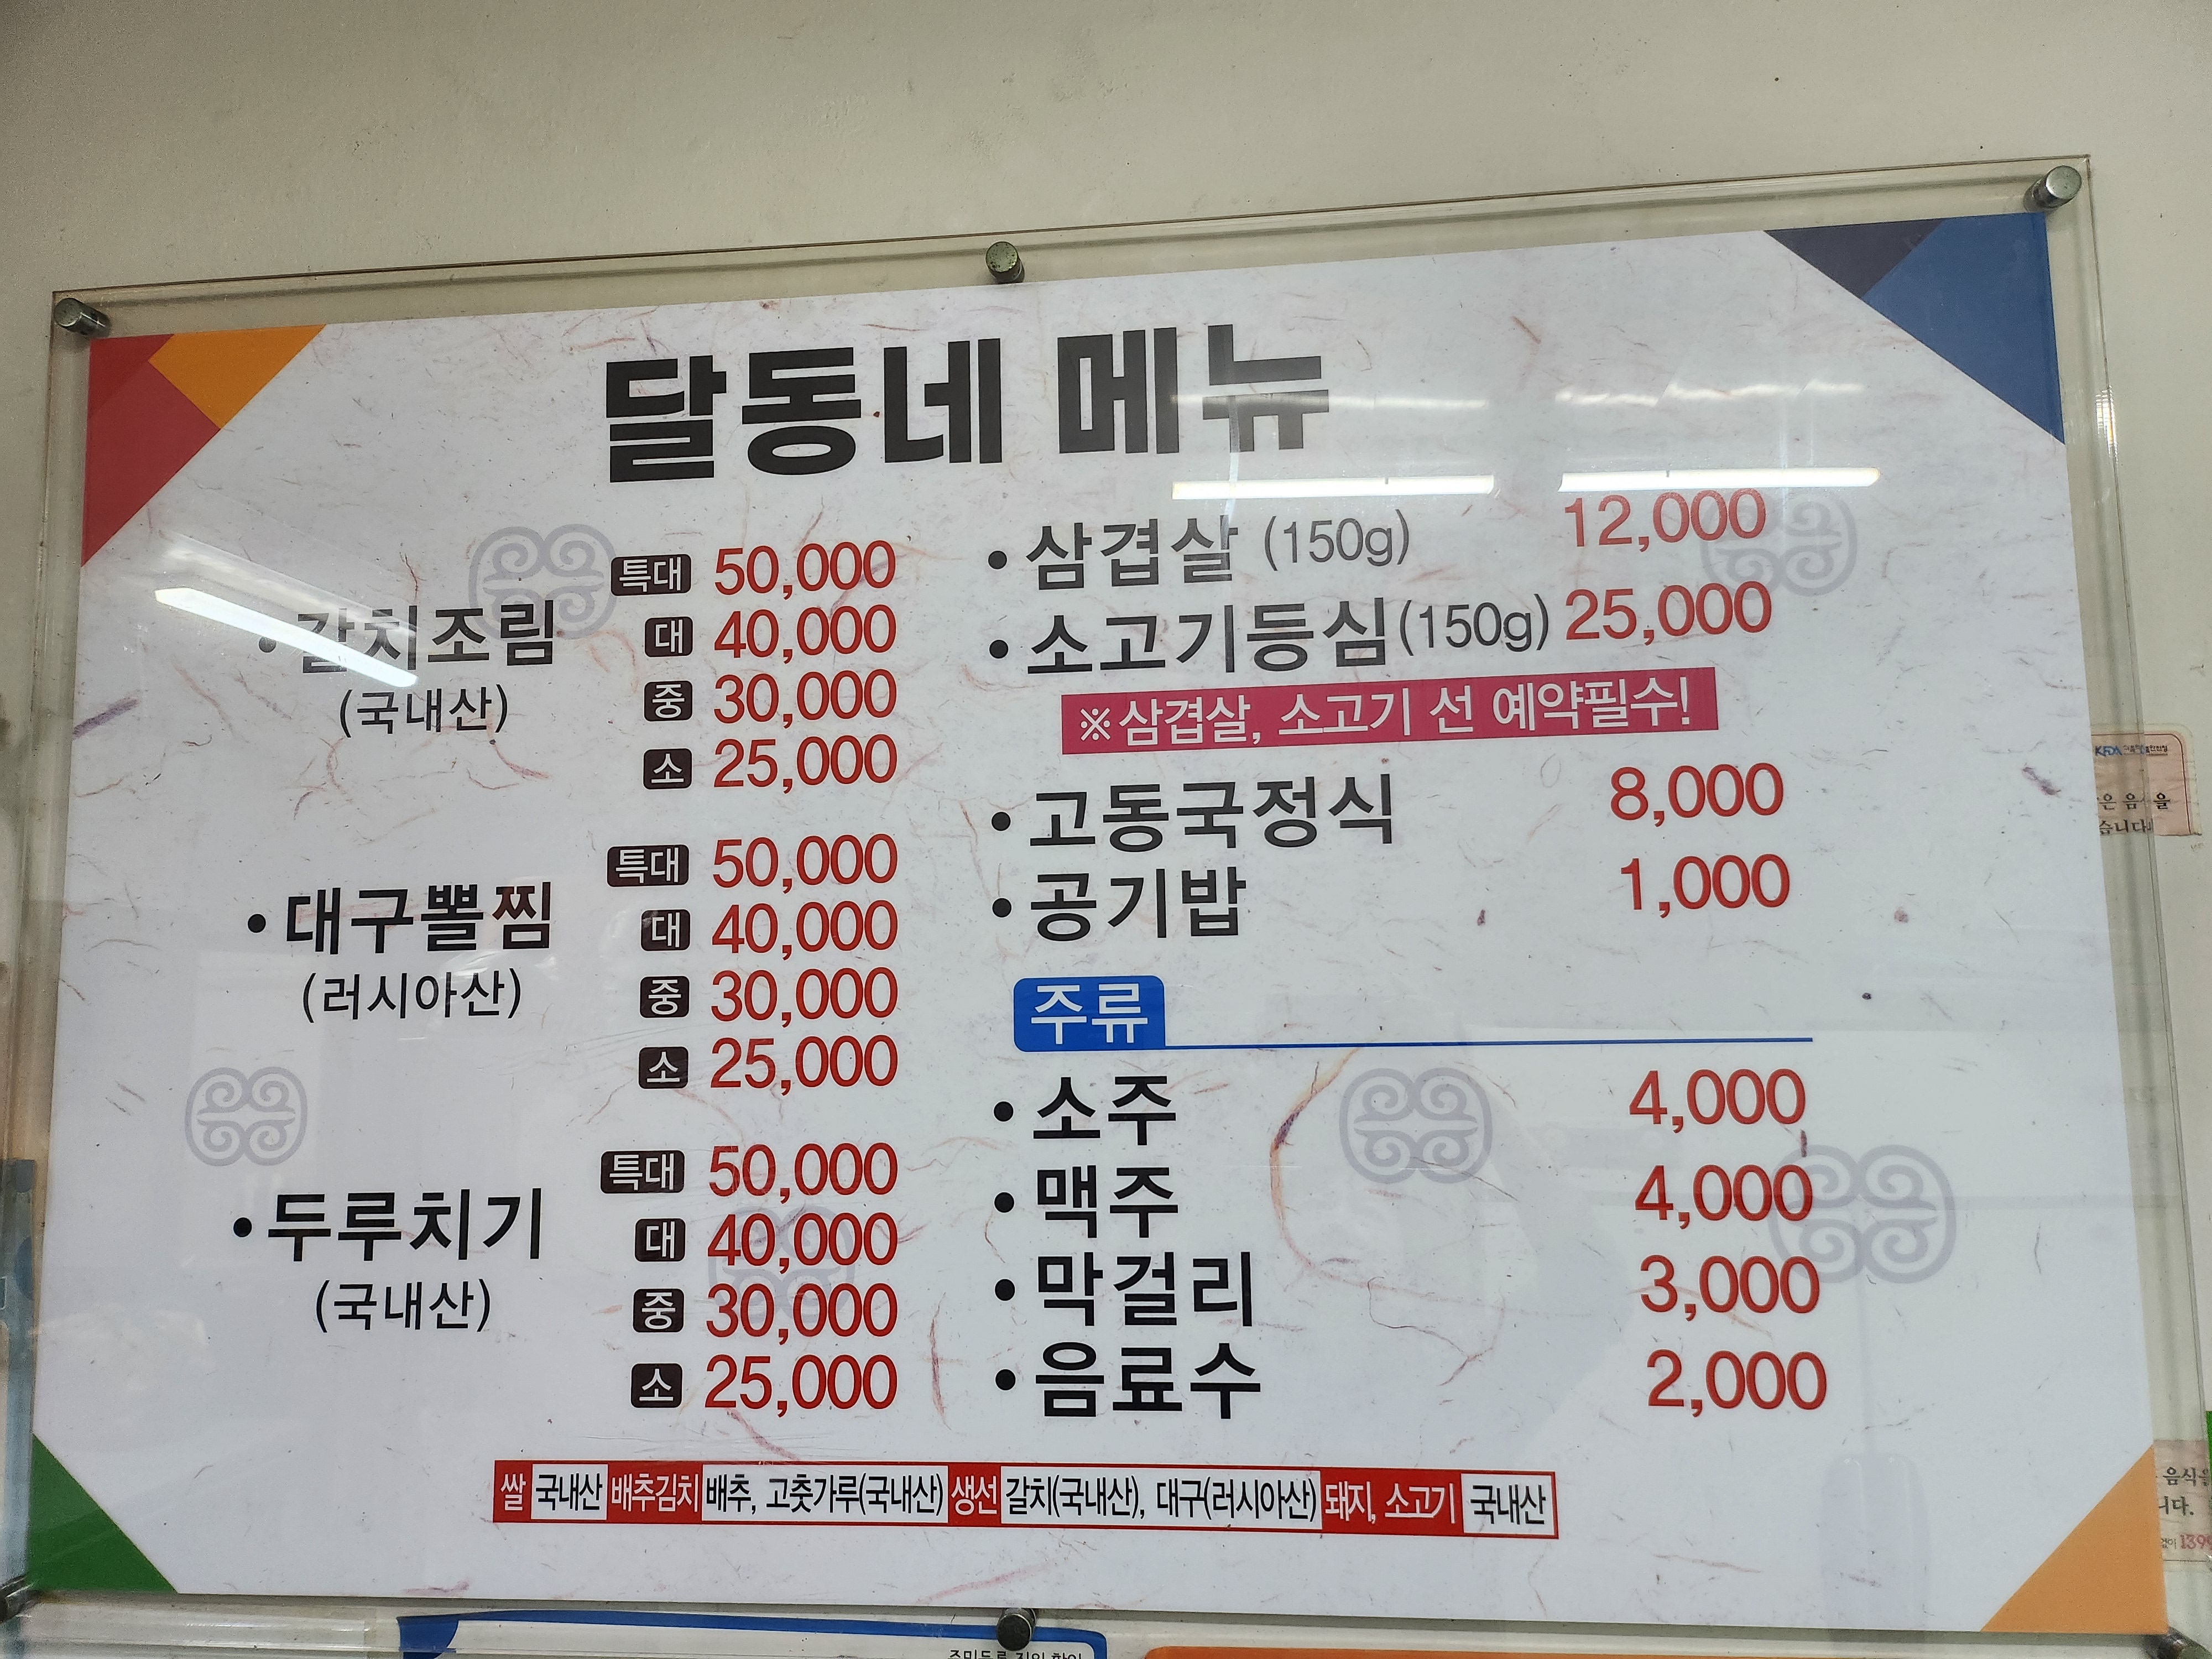 달동네 메뉴
• 갈치조림
(국내산)
특대 50,000
대 40,000
중 30,000
소 25,000
• 대구뽈찜
(러시아산)
특대 50,000
대 40,000
중 30,000
소 25,000
• 두루치기
(국내산)
특대 50,000
대 40,000
중 30,000
소 25,000
• 삼겹살 (150g) 12,000
• 소고기등심(150g) 25,000
※삼겹살, 소고기 선 예약필수!
• 고동국정식 8,000
• 공기밥 1,000
주류
• 소주 4,000
• 맥주 4,000
• 막걸리 3,000
• 음료수 2,000
쌀 국내산 배추김치 배추, 고춧가루(국내산) 생선 갈치(국내산), 대구(러시아산) 돼지, 소고기 국내산